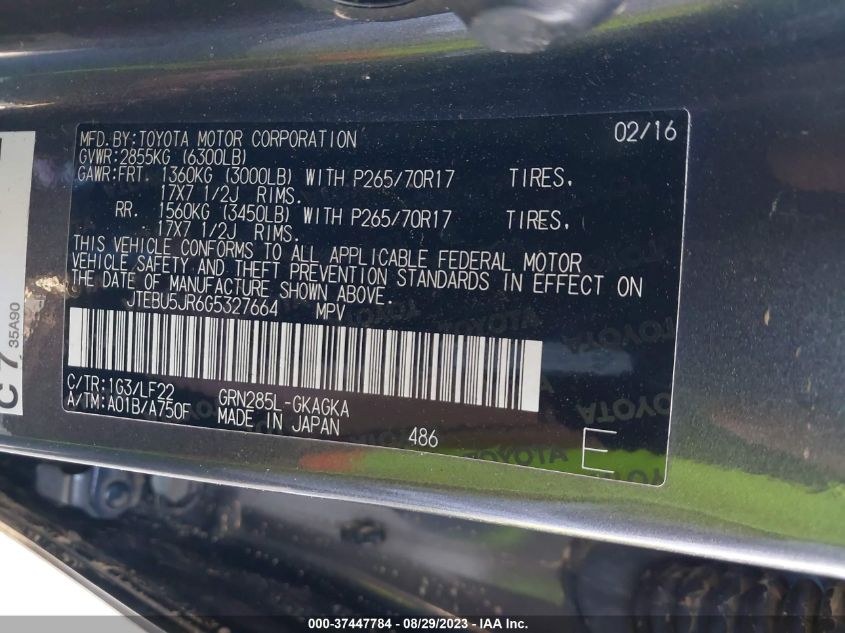 MFD.BY:TOYOTA MOTOR CORPORATION 02/16
GVWR:2855KG (6300LB)
GAWR:FRT. 1360KG (3000LB) WITH P265/70R17 TIRES,
17X7 1/2J RIMS.
RR. 1560KG (3450LB) WITH P265/70R17 TIRES,
17X7 1/2J RIMS.
THIS VEHICLE CONFORMS TO ALL APPLICABLE FEDERAL MOTOR
VEHICLE SAFETY AND THEFT PREVENTION STANDARDS IN EFFECT ON
THE DATE OF MANUFACTURE SHOWN ABOVE.
JTEBU5JR6G5327664 MPV
C/TR:1G3/LF22 GRN285L-GKAGKA
A/TM:A01B/A750F MADE IN JAPAN 486 E
C 7 35A90
000-37447784 - 08/29/2023 - IAA Inc.